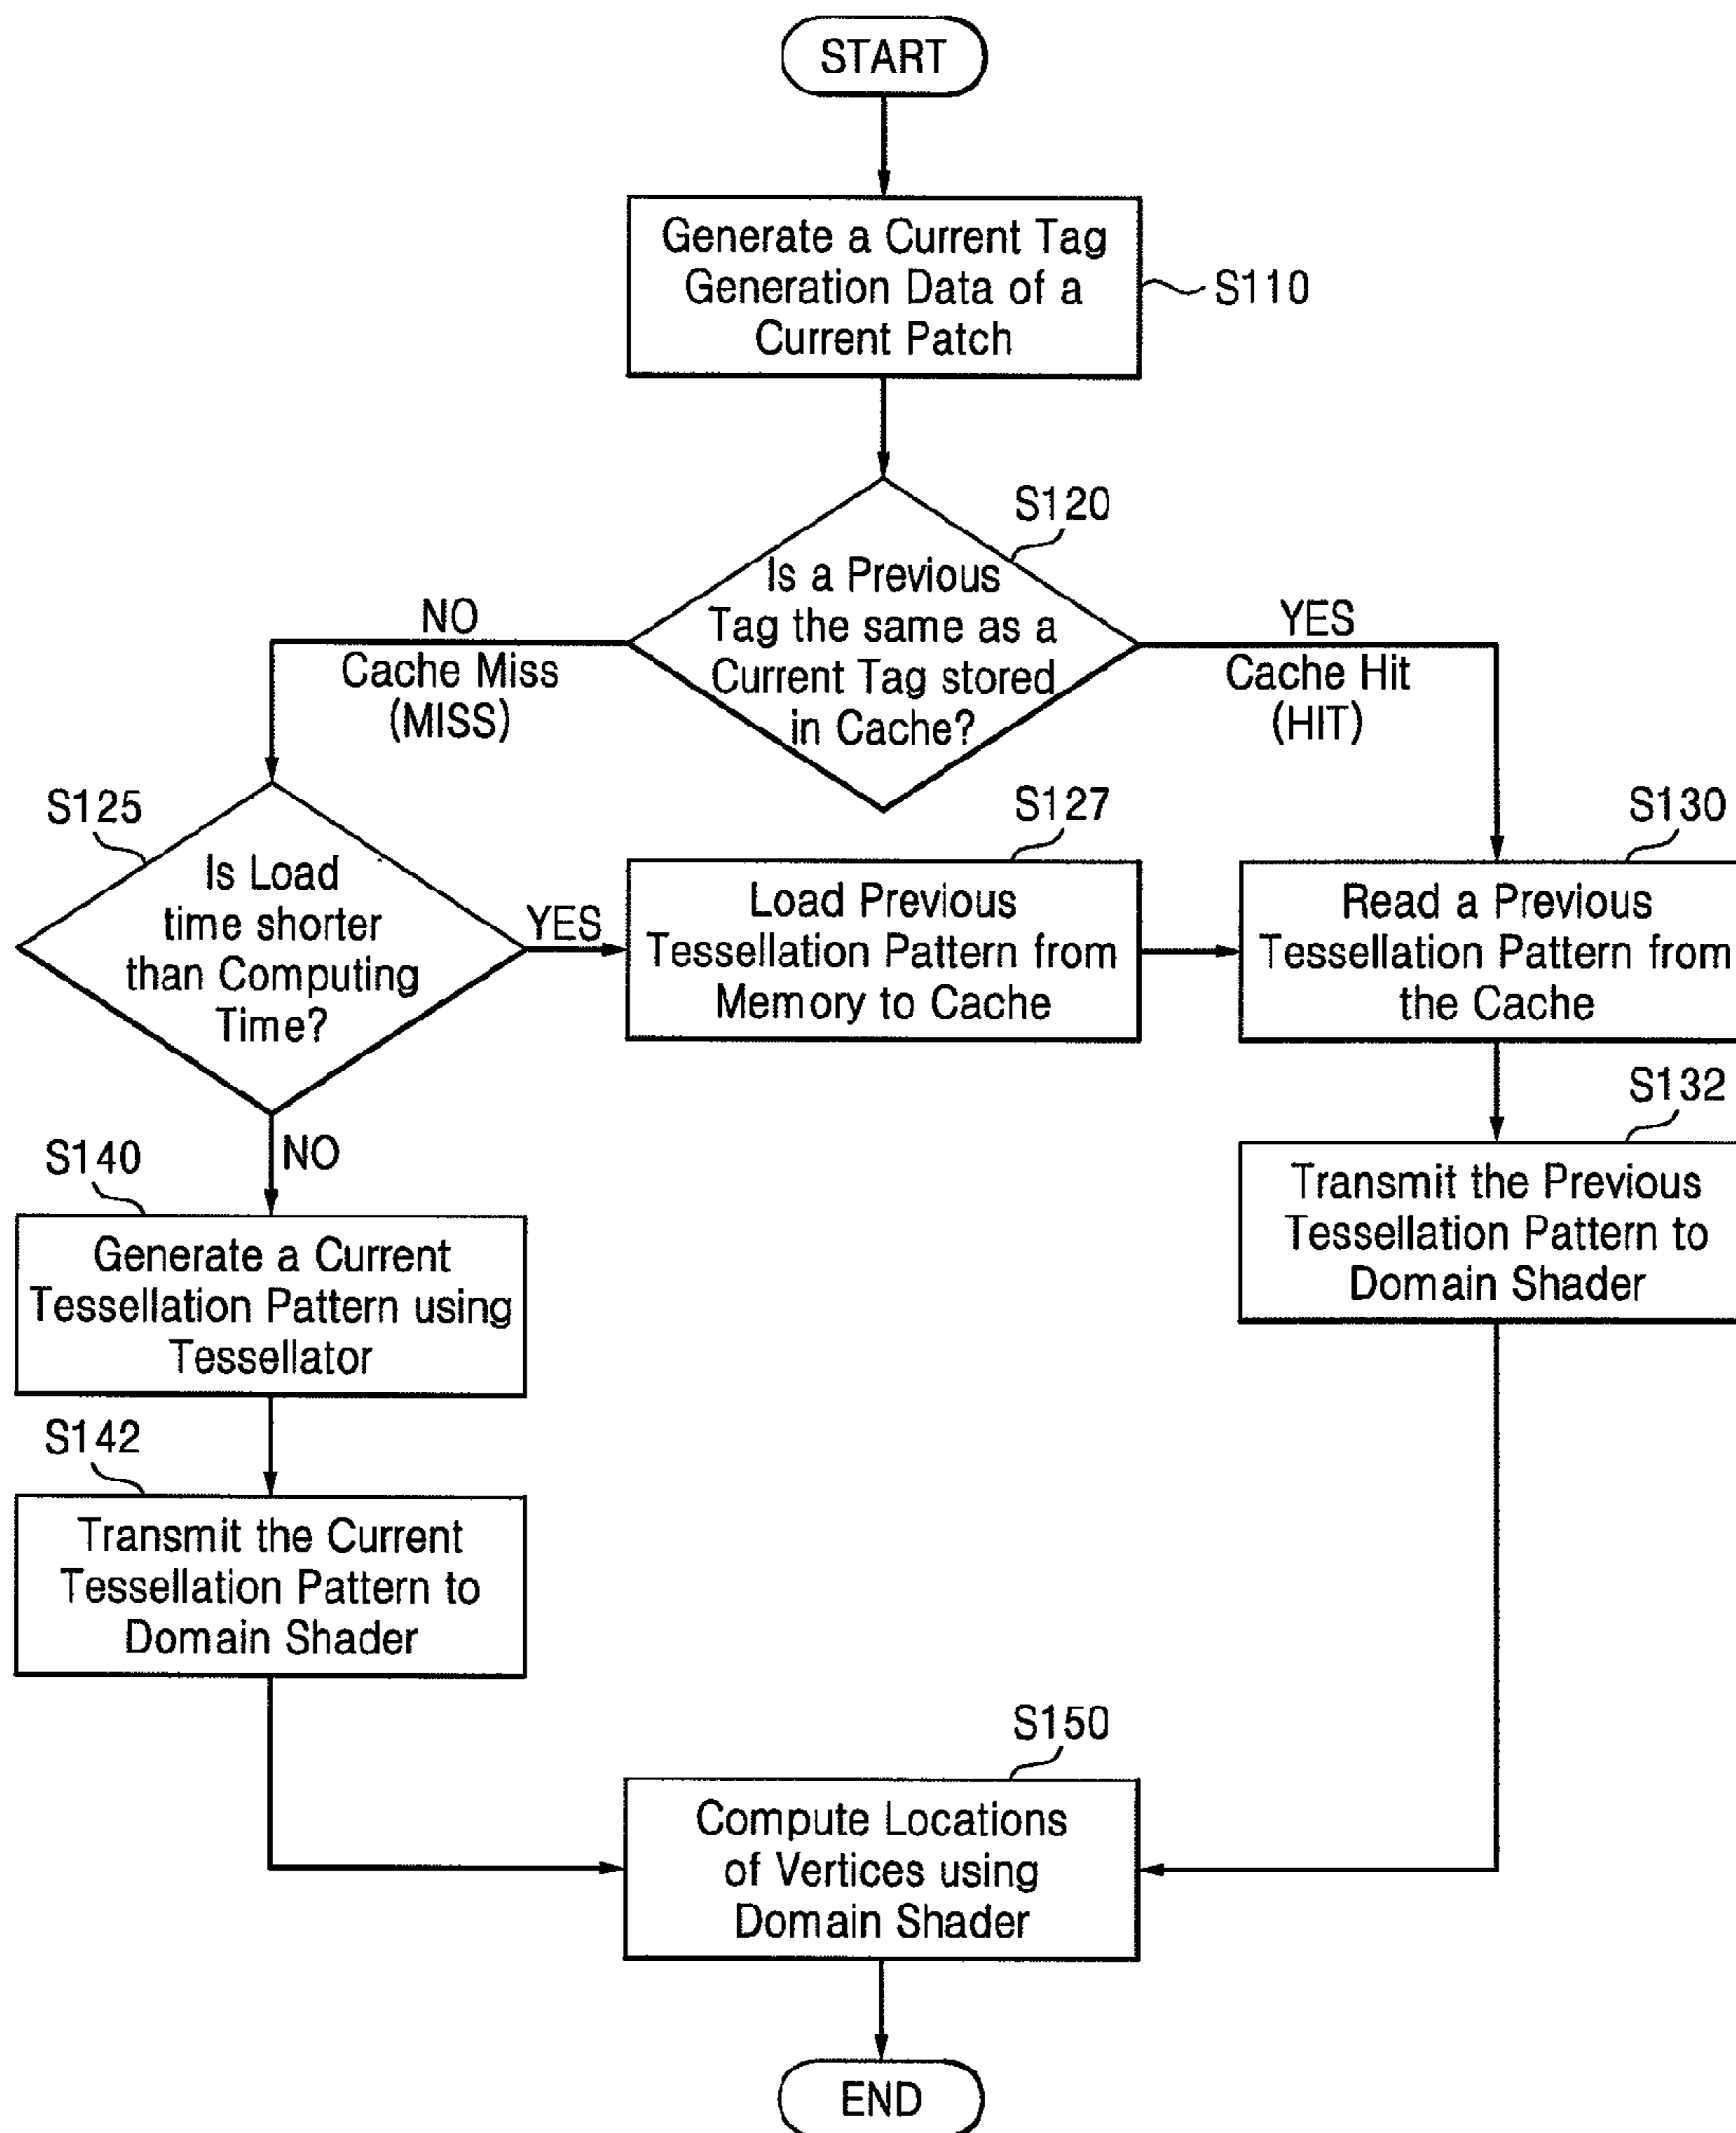 START
Generate a Current Tag
Generation Data of a
Current Patch
S110
S120
Is a Previous
Tag the same as a
Current Tag stored
in Cache?
NO
Cache Miss
(MISS)
YES
Cache Hit
(HIT)
S125
Is Load
time shorter
than Computing
Time?
YES
S127
Load Previous
Tessellation Pattern from
Memory to Cache
S130
Read a Previous
Tessellation Pattern from
the Cache
S132
Transmit the Previous
Tessellation Pattern to
Domain Shader
NO
S140
Generate a Current
Tessellation Pattern using
Tessellator
S142
Transmit the Current
Tessellation Pattern to
Domain Shader
S150
Compute Locations
of Vertices using
Domain Shader
END